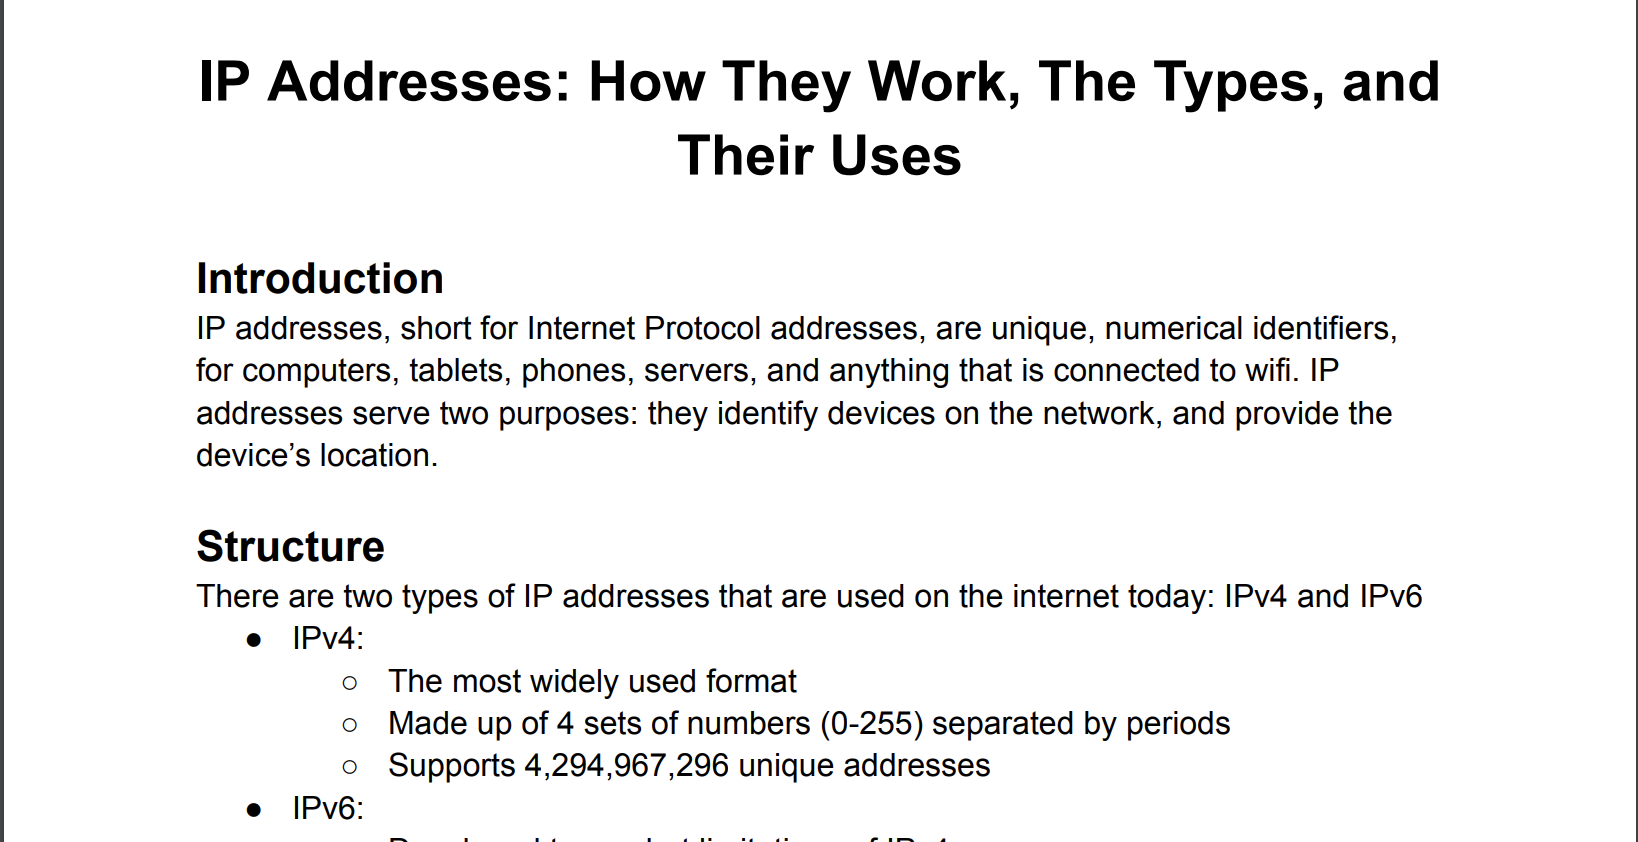 IP Addresses: How They Work, The Types, and
Their Uses
Introduction
IP addresses, short for Internet Protocol addresses, are unique, numerical identifiers,
for computers, tablets, phones, servers, and anything that is connected to wifi. IP
addresses serve two purposes: they identify devices on the network, and provide the
device’s location.
Structure
There are two types of IP addresses that are used on the internet today: IPv4 and IPv6
● IPv4:
○ The most widely used format
○ Made up of 4 sets of numbers (0-255) separated by periods
○ Supports 4,294,967,296 unique addresses
● IPv6: